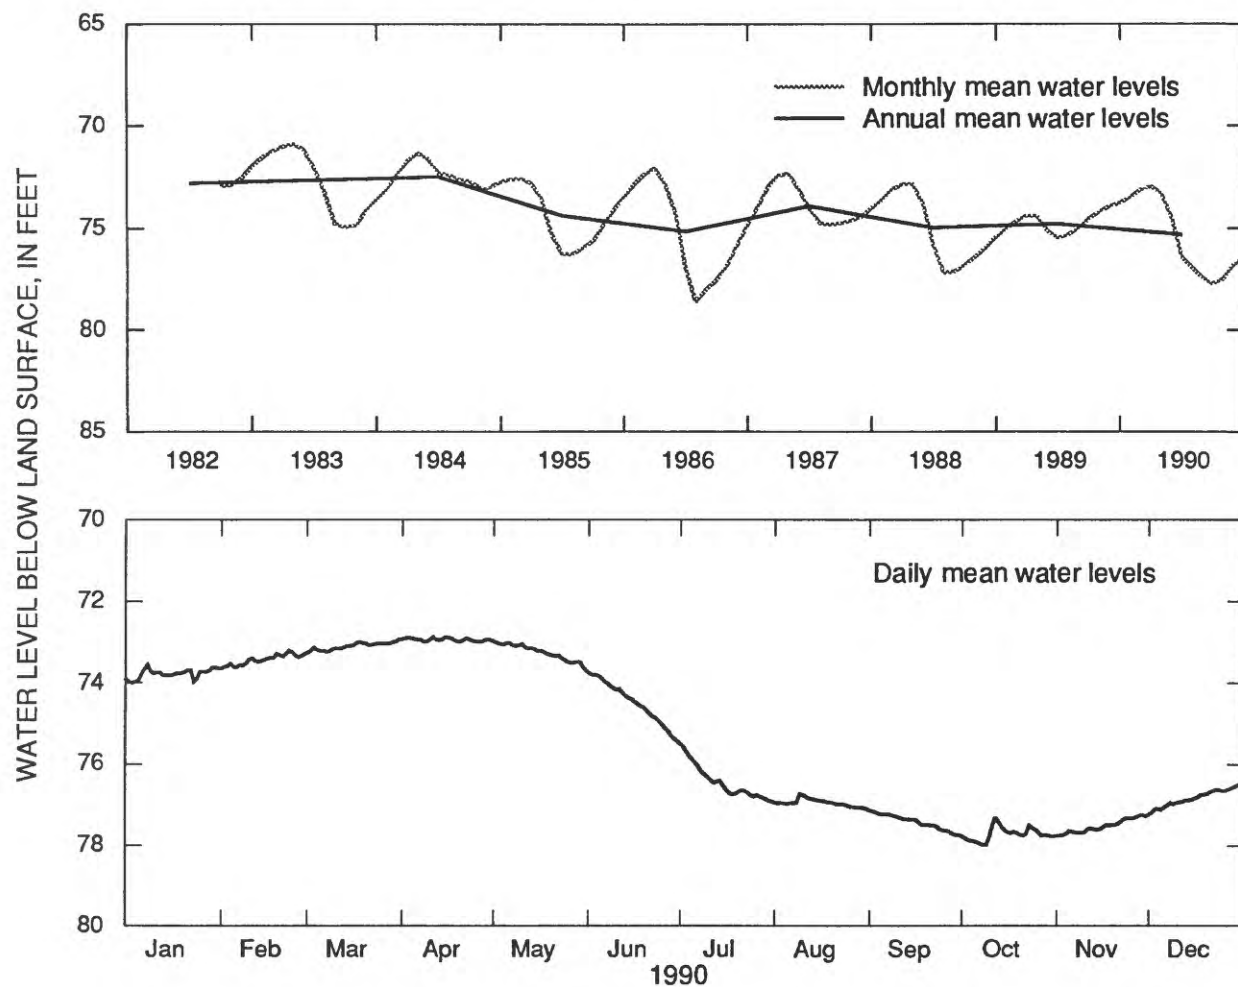 WATER LEVEL BELOW LAND SURFACE, IN FEET
65
70
75
80
85
Monthly mean water levels
Annual mean water levels
1982 1983 1984 1985 1986 1987 1988 1989 1990
70
72
74
76
78
80
Daily mean water levels
Jan Feb Mar Apr May Jun Jul Aug Sep Oct Nov Dec
1990